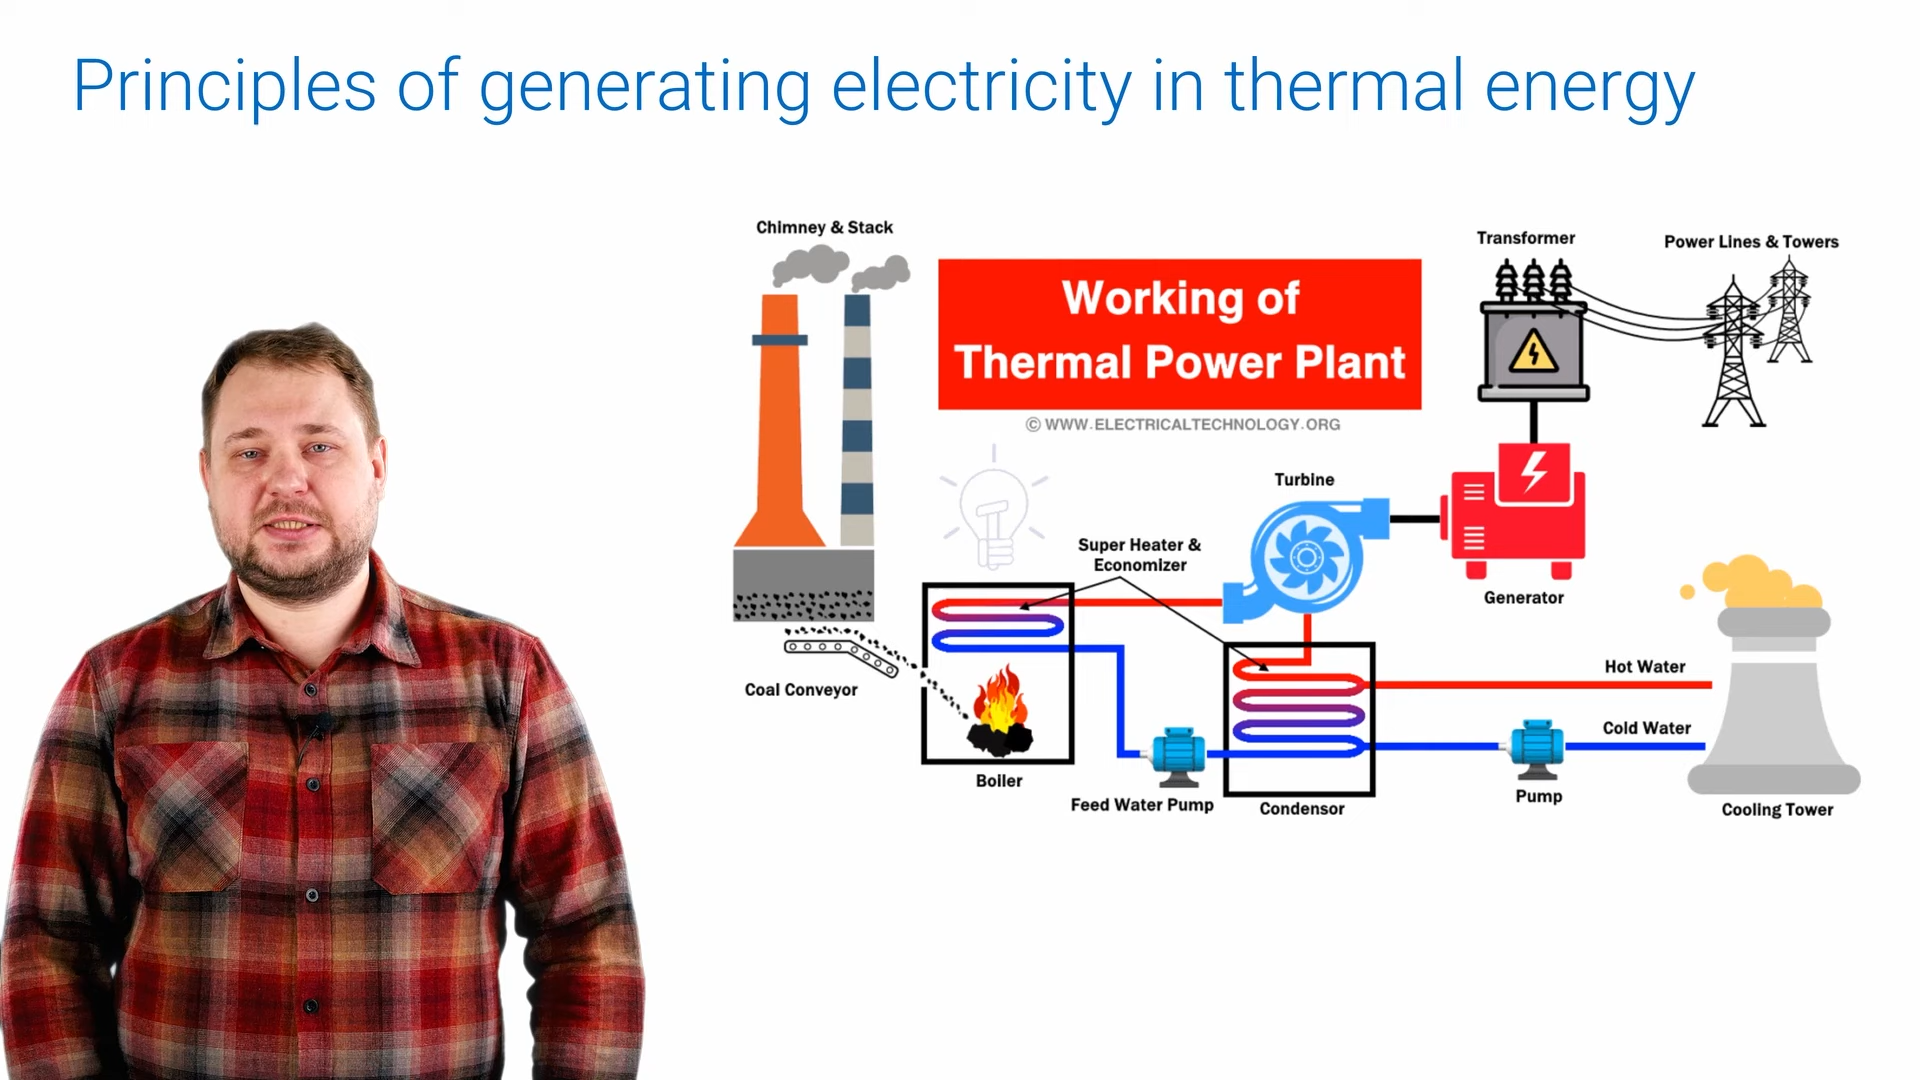 Principles of generating electricity in thermal energy
Chimney & Stack
Working of
Thermal Power Plant
© WWW.ELECTRICALTECHNOLOGY.ORG
Transformer
Power Lines & Towers
Turbine
Super Heater &
Economizer
Generator
Coal Conveyor
Boiler
Feed Water Pump
Condensor
Hot Water
Cold Water
Pump
Cooling Tower